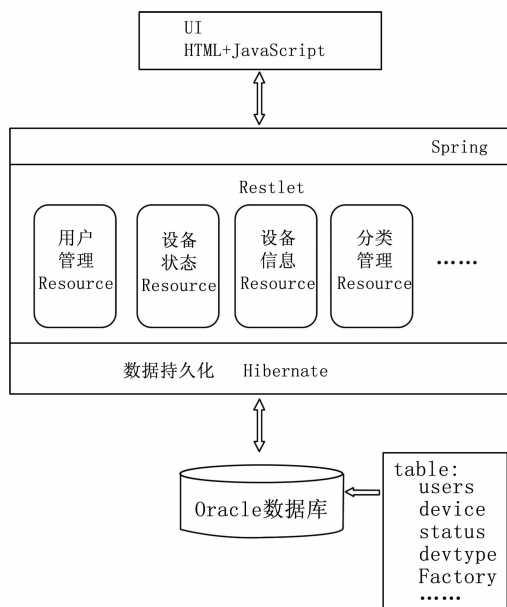 UI
HTML+JavaScript
Spring
Restlet
用户
管理
Resource
设备
状态
Resource
设备
信息
Resource
分类
管理
Resource
……
数据持久化 Hibernate
Oracle数据库
table:
users
device
status
devtype
Factory
……